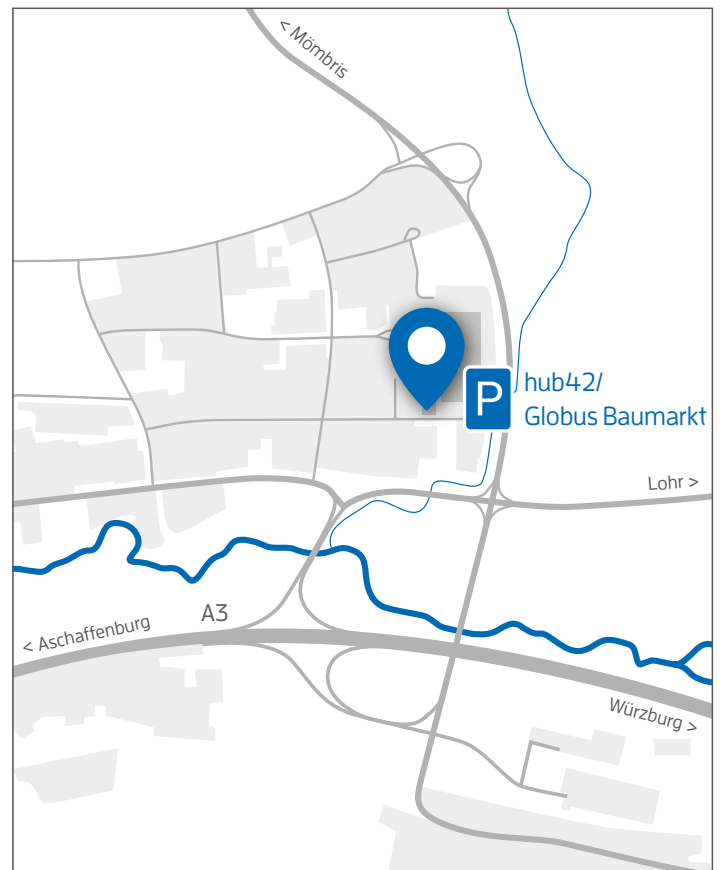 < Mömbris
P
hub42/
Globus Baumarkt
Lohr >
A3
< Aschaffenburg
Würzburg >